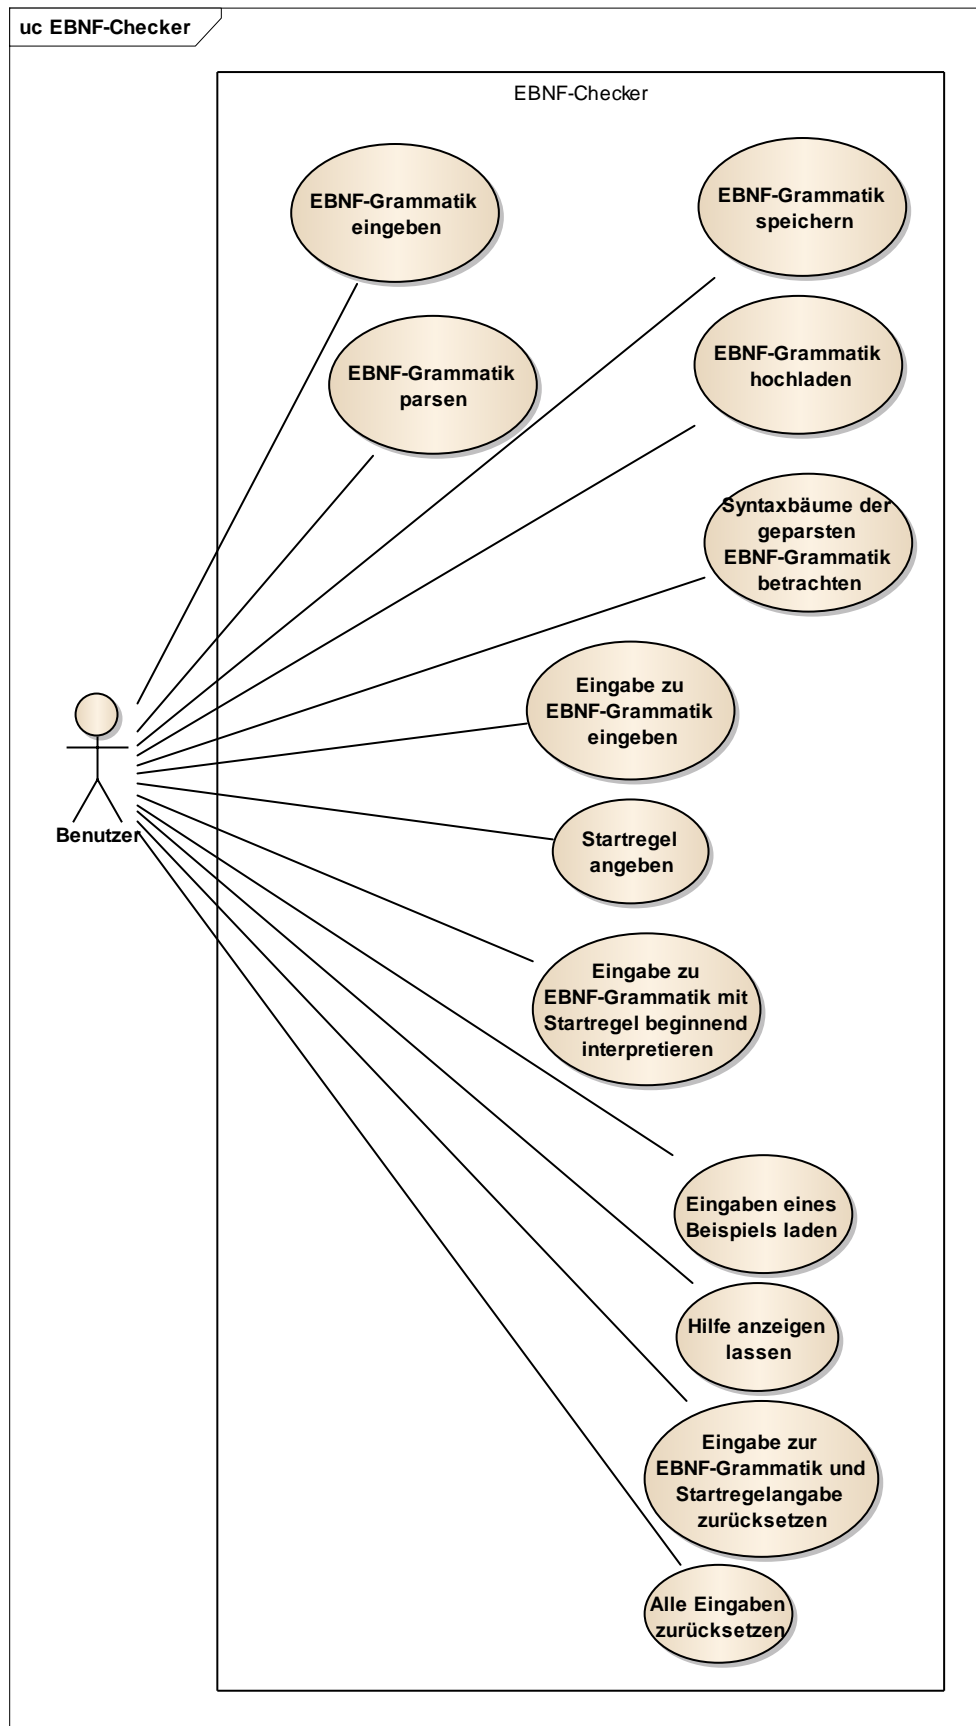 uc EBNF-Checker
EBNF-Checker
EBNF-Grammatik
eingeben
EBNF-Grammatik
speichern
EBNF-Grammatik
hochladen
EBNF-Grammatik
parsen
Syntaxbäume der
geparsten
EBNF-Grammatik
betrachten
Eingabe zu
EBNF-Grammatik
eingeben
Benutzer
Startregel
angeben
Eingabe zu
EBNF-Grammatik mit
Startregel beginnend
interpretieren
Eingaben eines
Beispiels laden
Hilfe anzeigen
lassen
Eingabe zur
EBNF-Grammatik und
Startregelangabe
zurücksetzen
Alle Eingaben
zurücksetzen